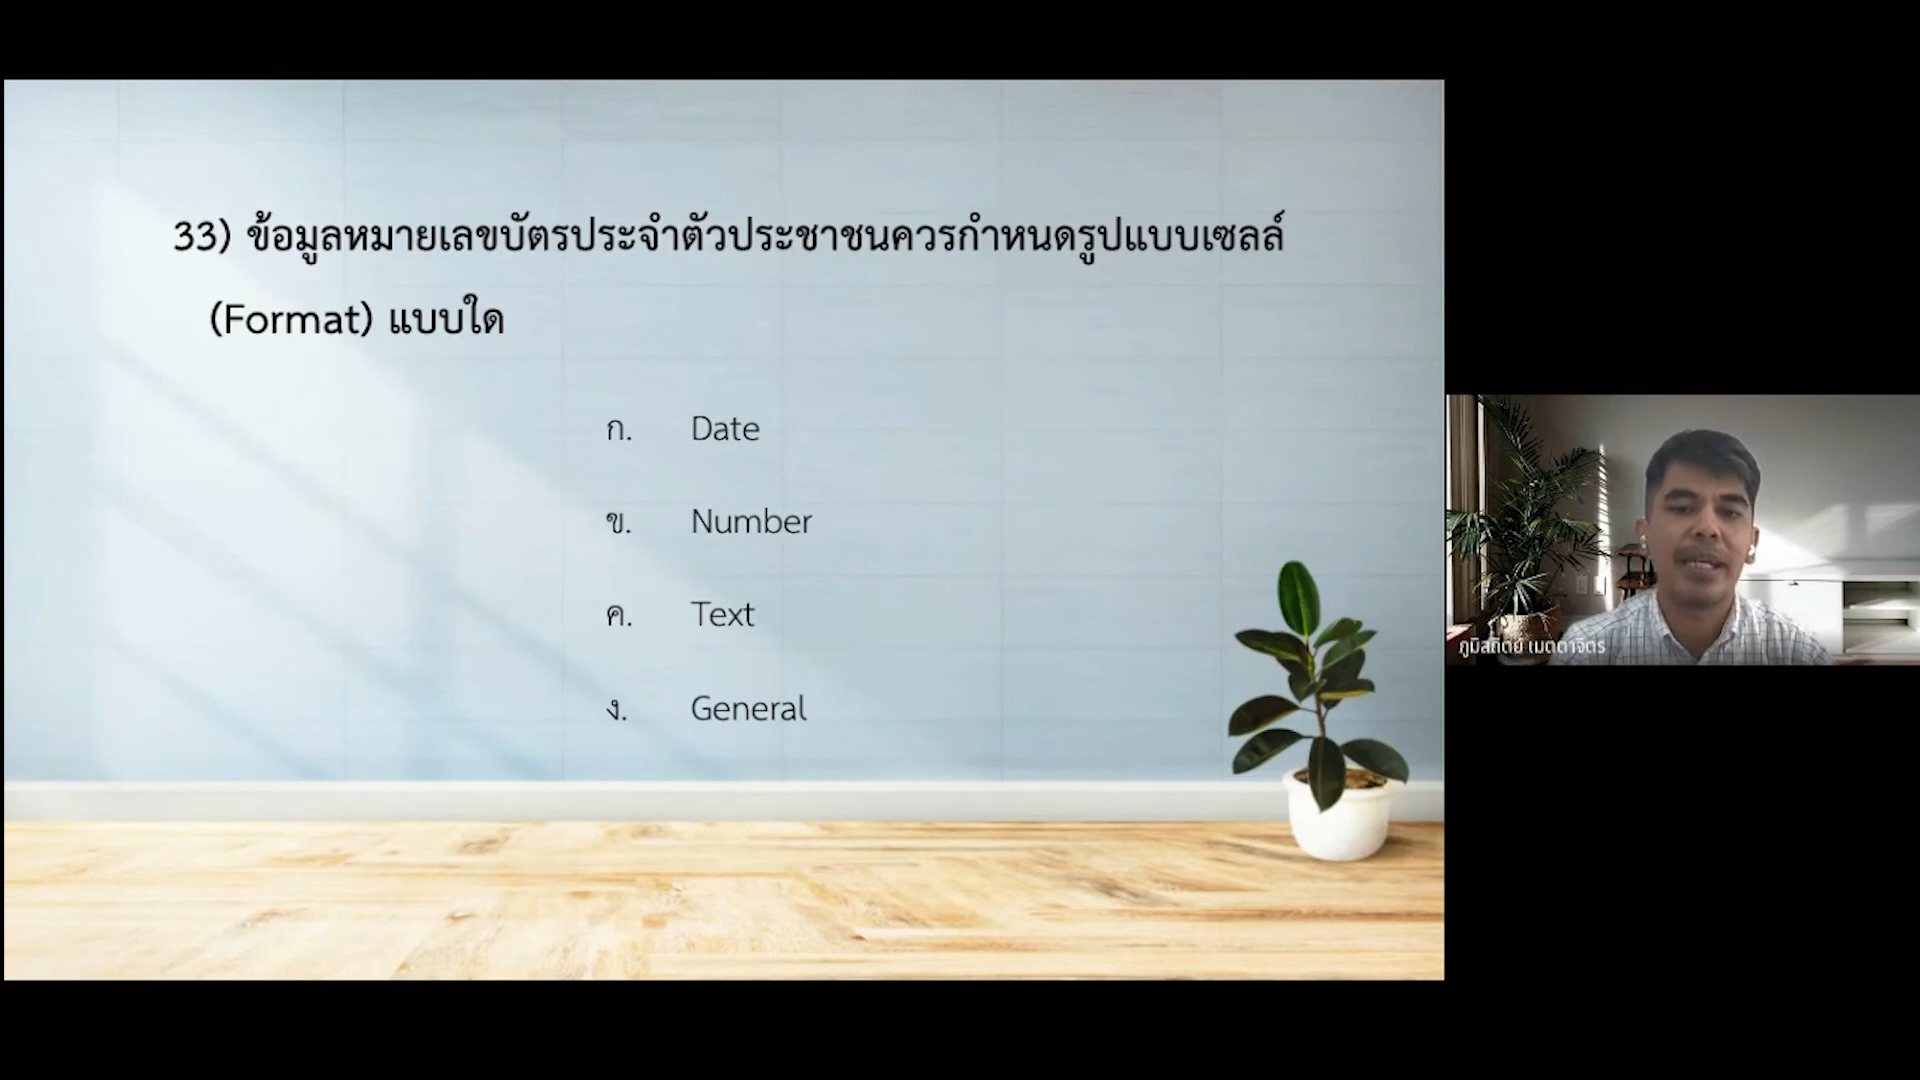 33) ข้อมูลหมายเลขบัตรประจำตัวประชาชนควรกำหนดรูปแบบเซลล์
(Format) แบบใด
ก. Date
ข. Number
ค. Text
ง. General
ภูมิสถิตย์ เมตตาจิตร